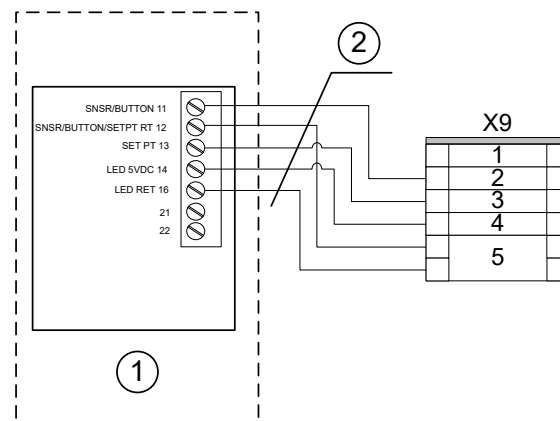 2
SNSR/BUTTON 11
SNSR/BUTTON/SETPT RT 12
SET PT 13
LED 5VDC 14
LED RET 16
21
22
X9
1
2
3
4
5
1